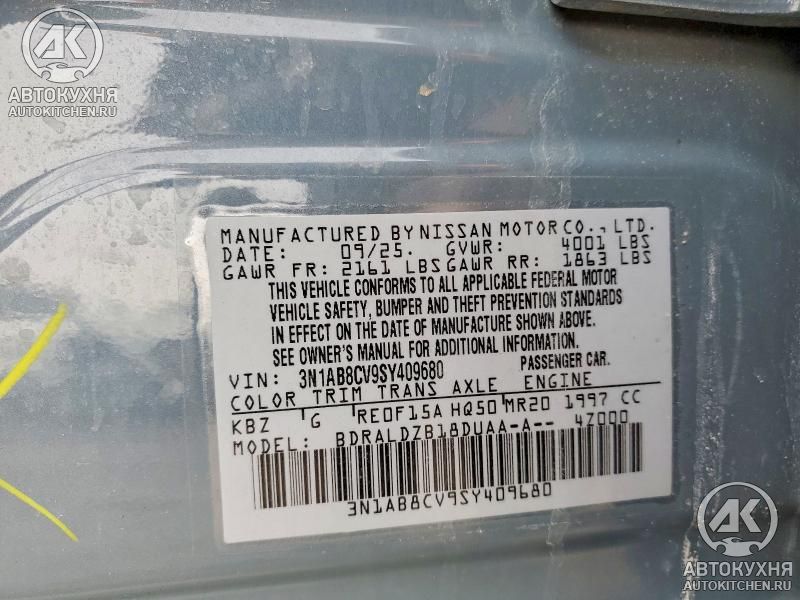 AK
АВТОКУХНЯ
AUTOKITCHEN.RU
MANUFACTURED BY NISSAN MOTOR CO., LTD.
DATE: 09/25. GVWR: 4001 LBS
GAWR FR: 2161 LBS GAWR RR: 1863 LBS
THIS VEHICLE CONFORMS TO ALL APPLICABLE FEDERAL MOTOR
VEHICLE SAFETY, BUMPER AND THEFT PREVENTION STANDARDS
IN EFFECT ON THE DATE OF MANUFACTURE SHOWN ABOVE.
SEE OWNER'S MANUAL FOR ADDITIONAL INFORMATION.
VIN: 3N1AB8CV9SY409680 PASSENGER CAR.
COLOR TRIM TRANS AXLE ENGINE
KBZ G RE0F15A HQ50 MR20 1997 CC
MODEL: BDRALDZB18DUAA-A-- 4Z000
3N1AB8CV9SY409680
AK
АВТОКУХНЯ
AUTOKITCHEN.RU